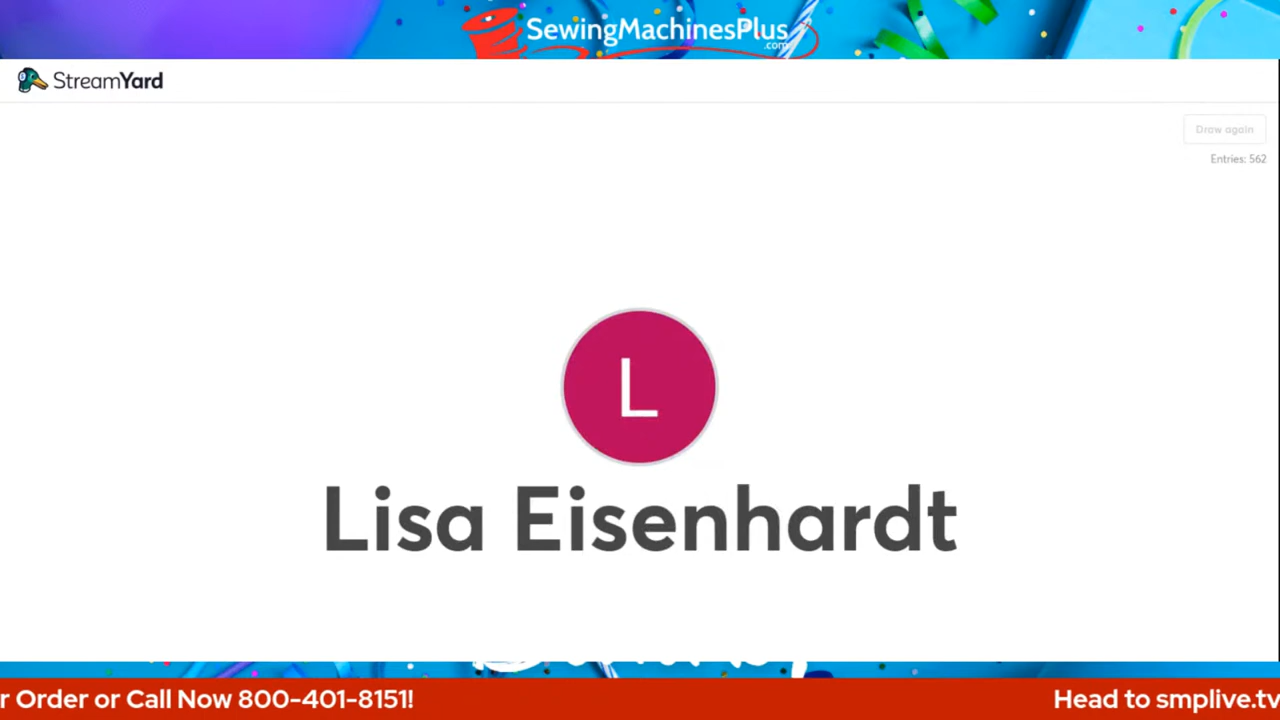 SewingMachinesPlus
.com
StreamYard
Draw again
Entries: 562
L
Lisa Eisenhardt
r Order or Call Now 800-401-8151!
Head to smplive.tv